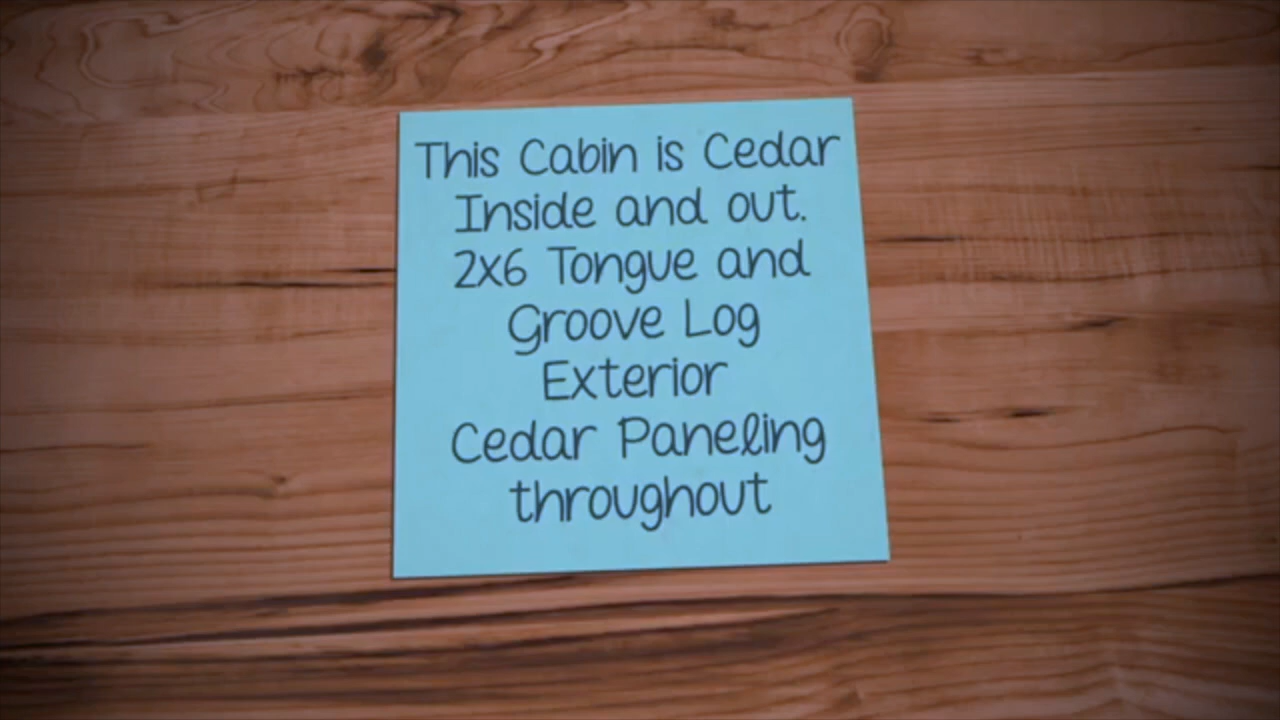 This Cabin is Cedar
Inside and out.
2x6 Tongue and
Groove Log
Exterior
Cedar Paneling
throughout